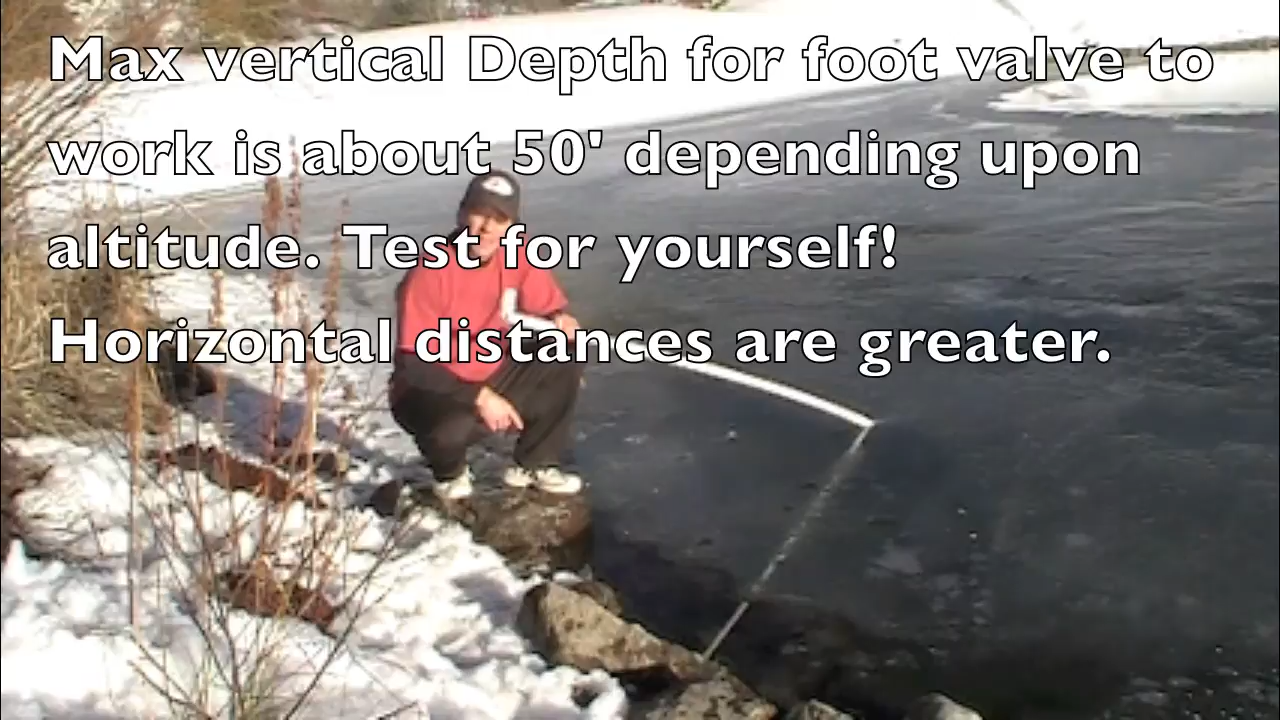 Max vertical Depth for foot valve to
work is about 50' depending upon
altitude. Test for yourself!
Horizontal distances are greater.